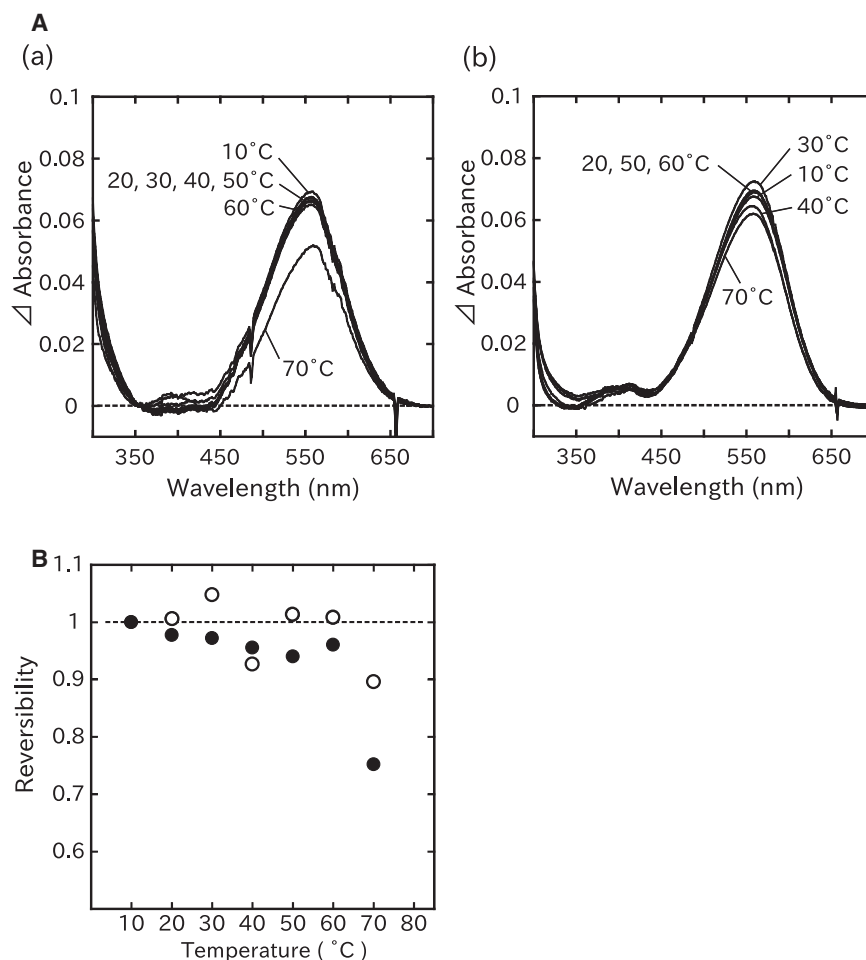 A
(a)
0.1
0.08
0.06
0.04
0.02
0
⊿ Absorbance
10˚C
20, 30, 40, 50˚C
60˚C
70˚C
350 450 550 650
Wavelength (nm)
(b)
0.1
0.08
0.06
0.04
0.02
0
⊿ Absorbance
30˚C
20, 50, 60˚C
10˚C
40˚C
70˚C
350 450 550 650
Wavelength (nm)
B
1.1
1
0.9
0.8
0.7
0.6
Reversibility
10 20 30 40 50 60 70 80
Temperature ( ˚C)